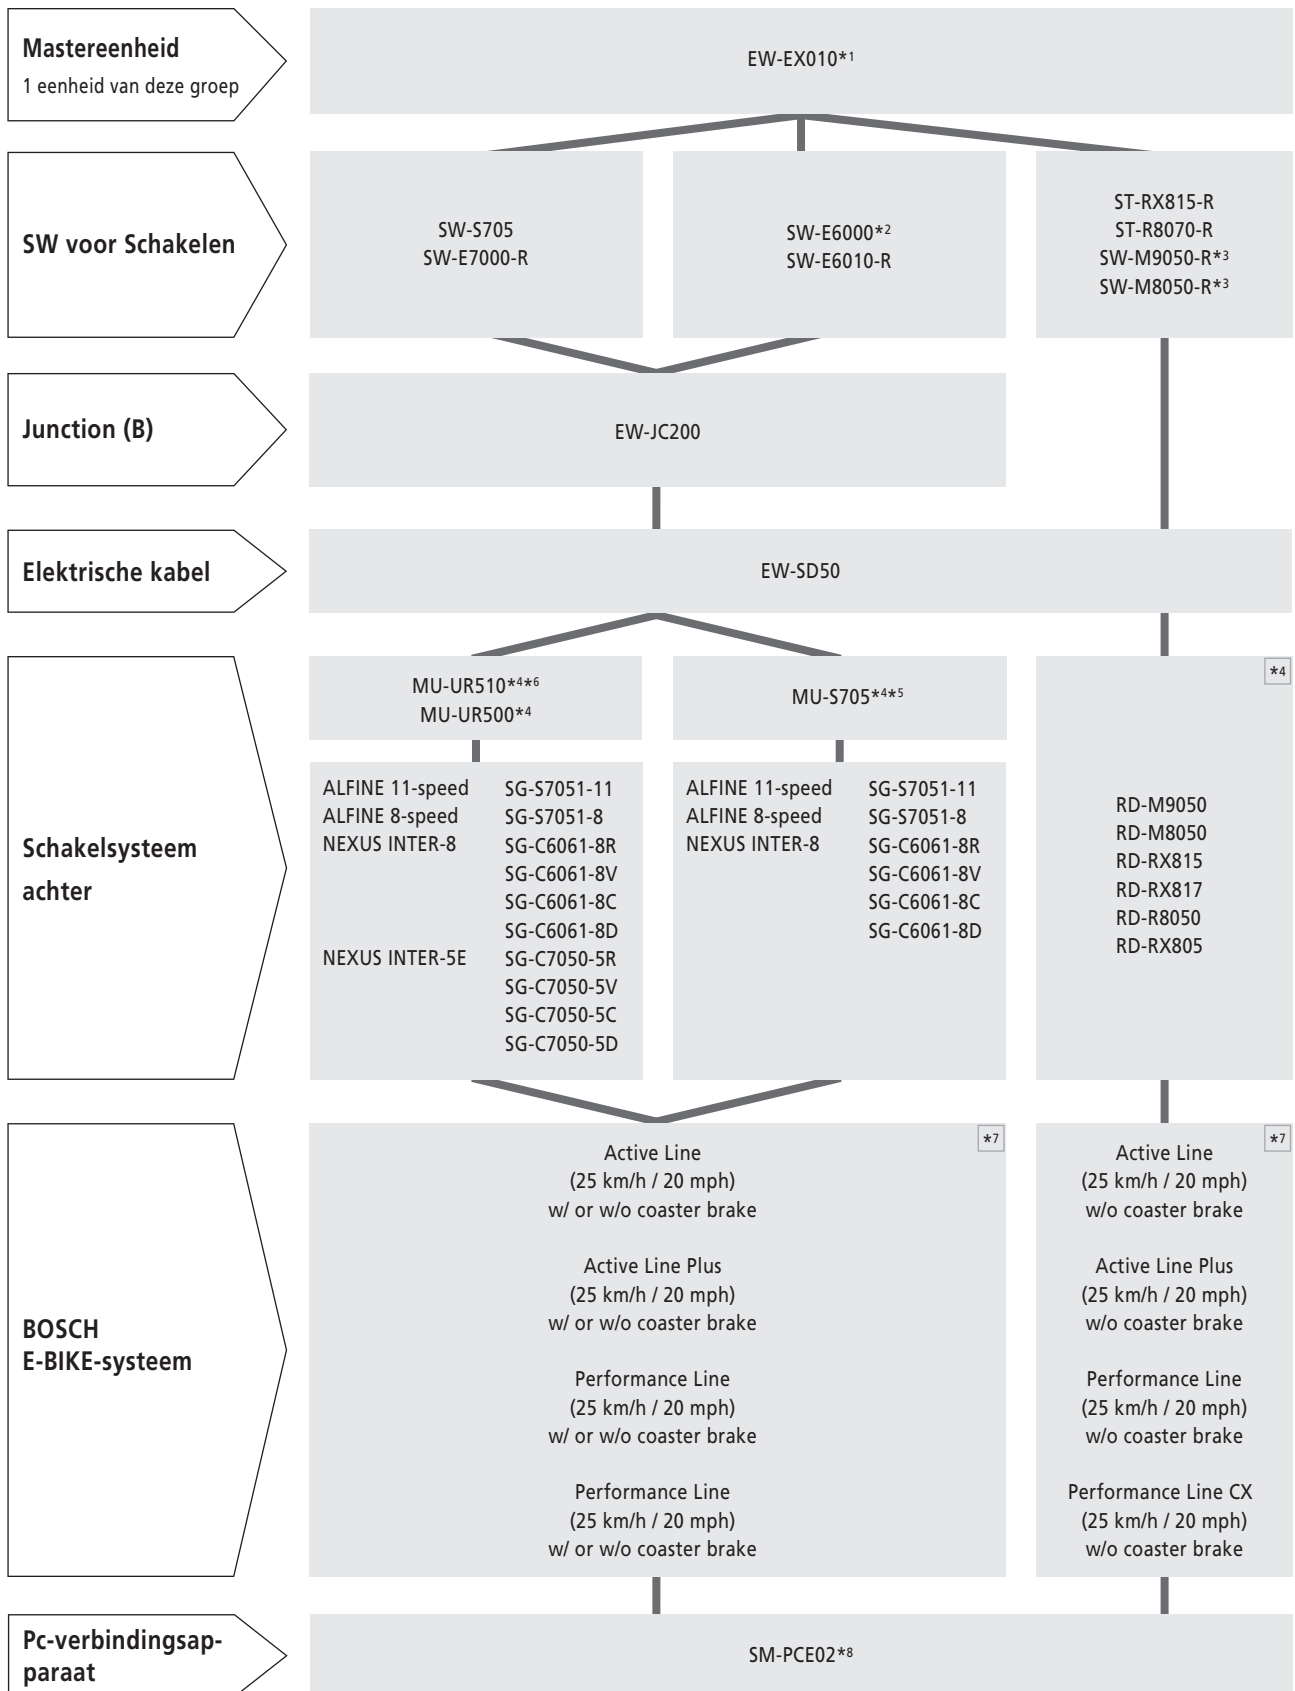 Mastereenheid
1 eenheid van deze groep
EW-EX010*1
SW voor Schakelen
SW-S705
SW-E7000-R
SW-E6000*2
SW-E6010-R
ST-RX815-R
ST-R8070-R
SW-M9050-R*3
SW-M8050-R*3
Junction (B)
EW-JC200
Elektrische kabel
EW-SD50
Schakelsysteem
achter
MU-UR510*4*6
MU-UR500*4
ALFINE 11-speed SG-S7051-11
ALFINE 8-speed SG-S7051-8
NEXUS INTER-8 SG-C6061-8R
SG-C6061-8V
SG-C6061-8C
SG-C6061-8D
NEXUS INTER-5E SG-C7050-5R
SG-C7050-5V
SG-C7050-5C
SG-C7050-5D
MU-S705*4*5
ALFINE 11-speed SG-S7051-11
ALFINE 8-speed SG-S7051-8
NEXUS INTER-8 SG-C6061-8R
SG-C6061-8V
SG-C6061-8C
SG-C6061-8D
*4
RD-M9050
RD-M8050
RD-RX815
RD-RX817
RD-R8050
RD-RX805
BOSCH
E-BIKE-systeem
*7
Active Line
(25 km/h / 20 mph)
w/ or w/o coaster brake
Active Line Plus
(25 km/h / 20 mph)
w/ or w/o coaster brake
Performance Line
(25 km/h / 20 mph)
w/ or w/o coaster brake
Performance Line
(25 km/h / 20 mph)
w/ or w/o coaster brake
*7
Active Line
(25 km/h / 20 mph)
w/o coaster brake
Active Line Plus
(25 km/h / 20 mph)
w/o coaster brake
Performance Line
(25 km/h / 20 mph)
w/o coaster brake
Performance Line CX
(25 km/h / 20 mph)
w/o coaster brake
Pc-verbindingsap-
paraat
SM-PCE02*8